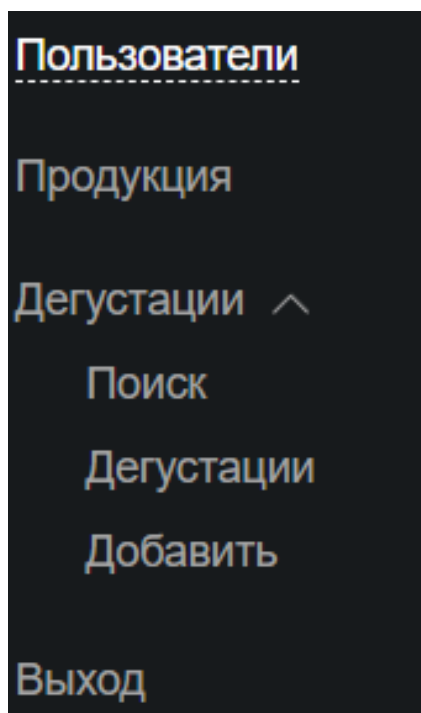 Пользователи
Продукция
Дегустации
Поиск
Дегустации
Добавить
Выход